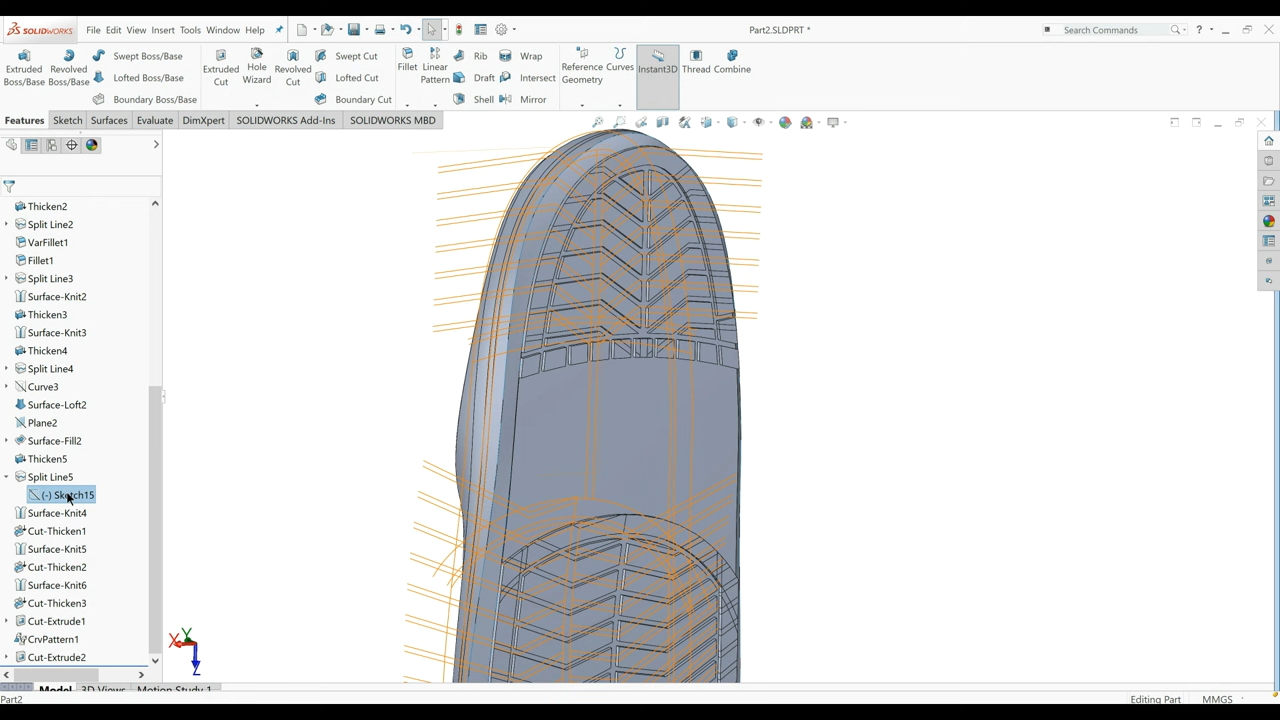 SOLIDWORKS File Edit View Insert Tools Window Help Part2.SLDPRT * Search Commands ?
Extruded Boss/Base
Revolved Boss/Base
Swept Boss/Base
Lofted Boss/Base
Boundary Boss/Base
Extruded Cut
Hole Wizard
Revolved Cut
Swept Cut
Lofted Cut
Boundary Cut
Fillet
Linear Pattern
Rib
Draft
Shell
Wrap
Intersect
Mirror
Reference Geometry
Curves
Instant3D
Thread
Combine
Features Sketch Surfaces Evaluate DimXpert SOLIDWORKS Add-Ins SOLIDWORKS MBD
Thicken2
Split Line2
VarFillet1
Fillet1
Split Line3
Surface-Knit2
Thicken3
Surface-Knit3
Thicken4
Split Line4
Curve3
Surface-Loft2
Plane2
Surface-Fill2
Thicken5
Split Line5
(-) Sketch15
Surface-Knit4
Cut-Thicken1
Surface-Knit5
Cut-Thicken2
Surface-Knit6
Cut-Thicken3
Cut-Extrude1
CrvPattern1
Cut-Extrude2
X Y Z
Model 3D Views Motion Study 1
Part2 Editing Part MMGS